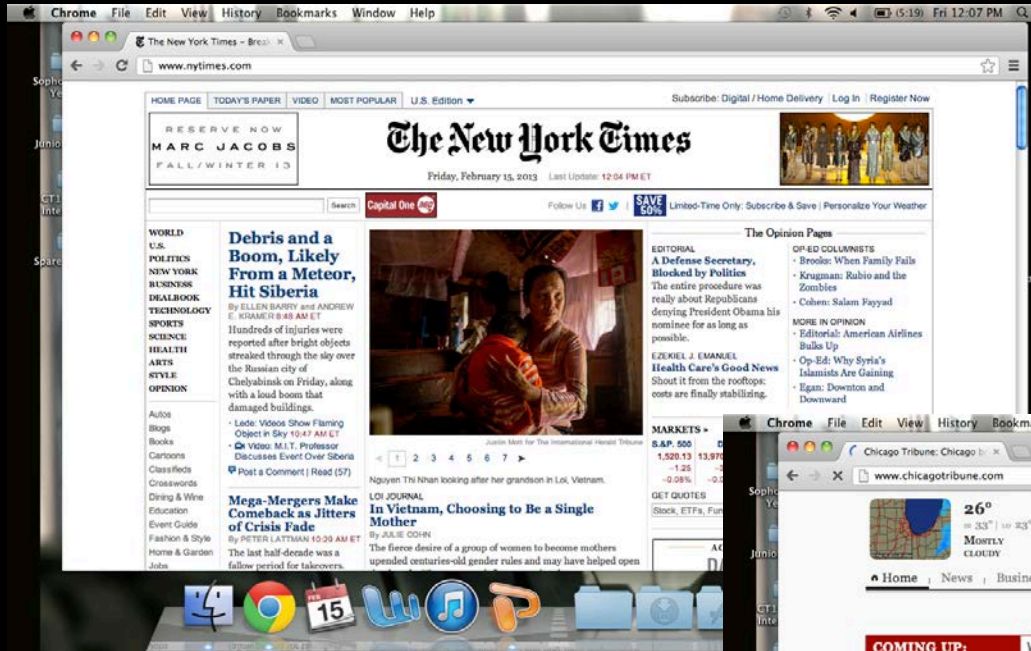 Chrome File Edit View History Bookmarks Window Help
(5:19) Fri 12:07 PM
The New York Times – Brea
www.nytimes.com
HOME PAGE TODAY'S PAPER VIDEO MOST POPULAR U.S. Edition
Subscribe: Digital / Home Delivery Log In Register Now
RESERVE NOW
MARC JACOBS
FALL/WINTER 13
The New York Times
Friday, February 15, 2013 Last Update: 12:04 PM ET
Search
Capital One
Follow Us
SAVE 50%
Limited-Time Only: Subscribe & Save | Personalize Your Weather
WORLD
U.S.
POLITICS
NEW YORK
BUSINESS
DEALBOOK
TECHNOLOGY
SPORTS
SCIENCE
HEALTH
ARTS
STYLE
OPINION
Autos
Blogs
Books
Cartoons
Classifieds
Crosswords
Dining & Wine
Education
Event Guide
Fashion & Style
Home & Garden
Jobs
Debris and a
Boom, Likely
From a Meteor,
Hit Siberia
By ELLEN BARRY and ANDREW
E. KRAMER 8:48 AM ET
Hundreds of injuries were
reported after bright objects
streaked through the sky over
the Russian city of
Chelyabinsk on Friday, along
with a loud boom that
damaged buildings.
· Lede: Videos Show Flaming
Object in Sky 10:47 AM ET
· Video: M.I.T. Professor
Discusses Event Over Siberia
Post a Comment | Read (57)
Mega-Mergers Make
Comeback as Jitters
of Crisis Fade
By PETER LATTMAN 10:39 AM ET
The last half-decade was a
fallow period for takeovers.
Justin Mott for The International Herald Tribune
1 2 3 4 5 6 7
Nguyen Thi Nhan looking after her grandson in Loi, Vietnam.
LOI JOURNAL
In Vietnam, Choosing to Be a Single
Mother
By JULIE COHN
The fierce desire of a group of women to become mothers
upended centuries-old gender rules and may have helped open
The Opinion Pages
EDITORIAL
A Defense Secretary,
Blocked by Politics
The entire procedure was
really about Republicans
denying President Obama his
nominee for as long as
possible.
EZEKIEL J. EMANUEL
Health Care's Good News
Shout it from the rooftops:
costs are finally stabilizing.
OP-ED COLUMNISTS
· Brooks: When Family Fails
· Krugman: Rubio and the
Zombies
· Cohen: Salam Fayyad
MORE IN OPINION
· Editorial: American Airlines
Bulks Up
· Op-Ed: Why Syria's
Islamists Are Gaining
· Egan: Downton and
Downward
MARKETS »
S.&P. 500
1,520.13
–1.25
–0.08%
GET QUOTES
Stock, ETFs, Fun
FEB
15
Chrome File Edit View History Bookm
Chicago Tribune: Chicago br
www.chicagotribune.com
26°
33° 23°
MOSTLY
CLOUDY
Home News Busin
COMING UP: